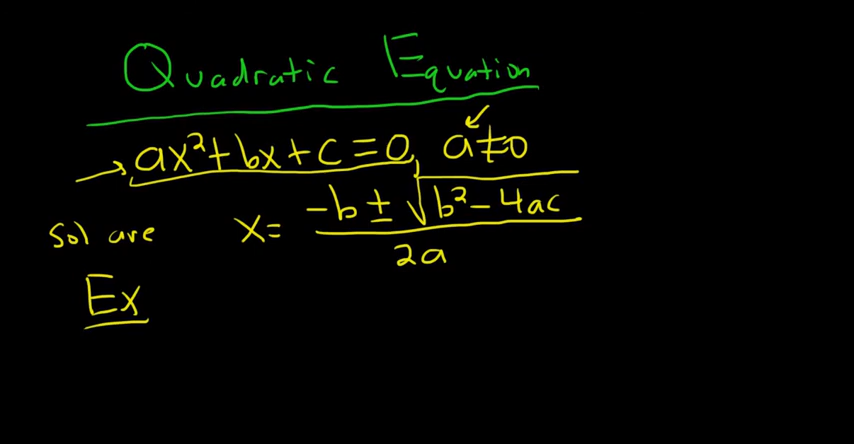 Quadratic Equation
ax²+bx+c=0, a≠0
Sol are x= -b ± √b²-4ac / 2a
Ex